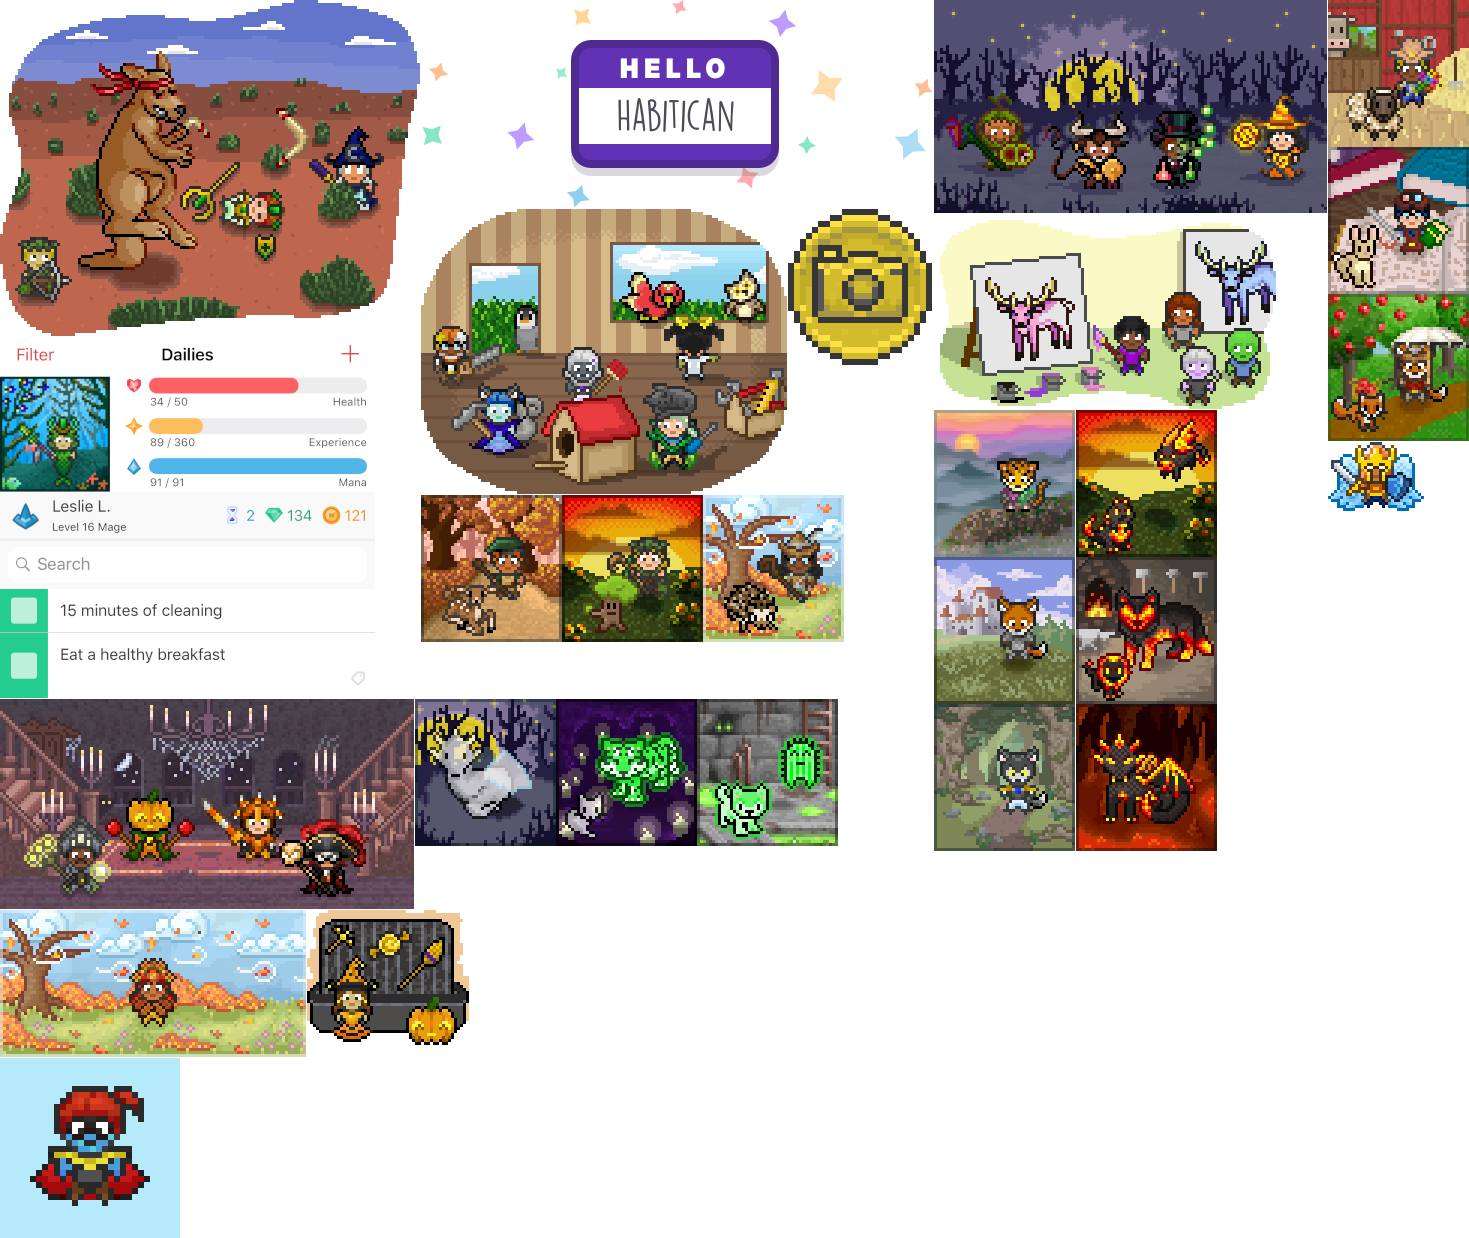 HELLO
HABITICAN
Filter Dailies +
34 / 50 Health
89 / 360 Experience
91 / 91 Mana
Leslie L.
Level 16 Mage
2 134 121
Search
15 minutes of cleaning
Eat a healthy breakfast